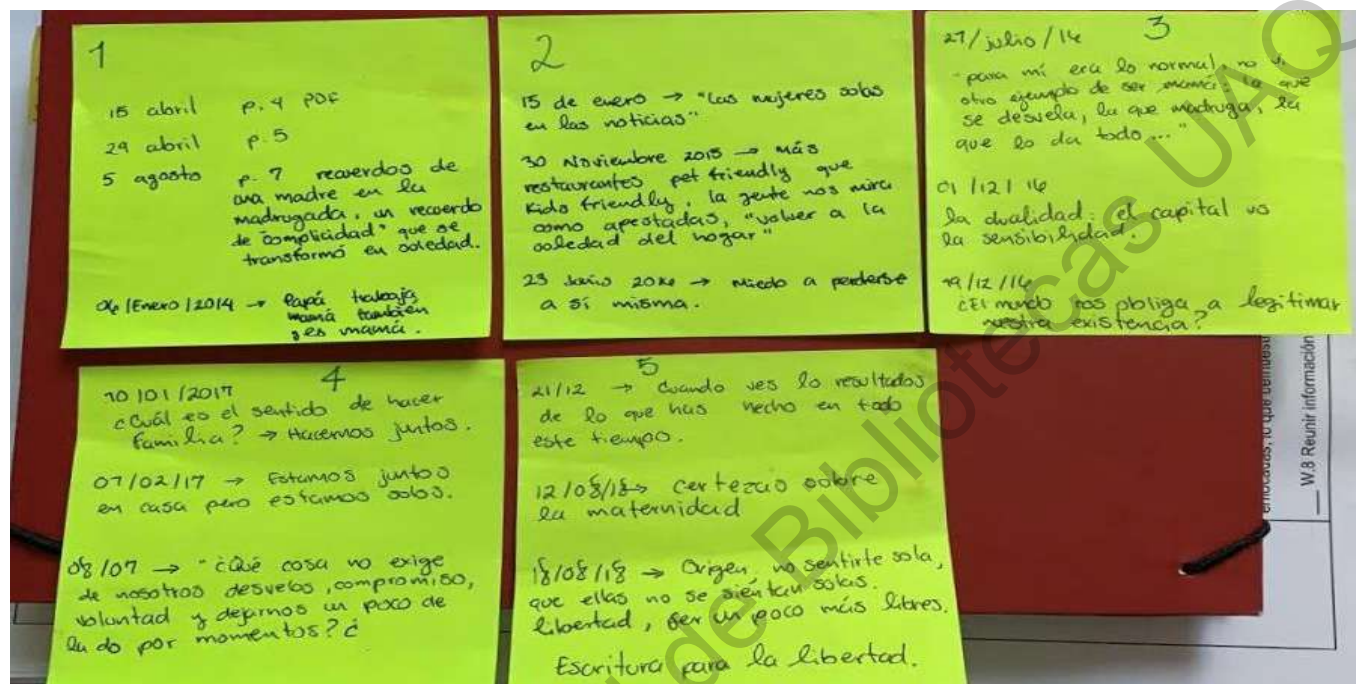 1
15 abril p. 4 PDF
29 abril p. 5
5 agosto p. 7 recuerdos de
una madre en la
madrugada, un recuerdo
de "complicidad" que se
transformó en soledad.
06/Enero/2014 → Papá trabaja,
mamá también
y es mamá.
2
15 de enero → "Las mujeres solas
en las noticias"
30 Noviembre 2015 → más
restaurantes pet friendly que
Kids friendly, la gente nos mira
como apestadas, "volver a la
soledad del hogar"
23 Junio → Miedo a perderse
a sí misma.
3
27/julio/16
"para mí era lo normal, no vi
otro ejemplo de ser mamá: la que
se desvela, la que madruga, la
que lo da todo..."
01/12/16
la dualidad: el capital vs
la sensibilidad.
19/12/16
¿El mundo nos obliga a legitimar
nuestra existencia?
4
10/01/2017
¿Cuál es el sentido de hacer
familia? → Hacernos juntos.
07/02/17 → Estamos juntos
en casa pero estamos solos.
08/07 → "¿Qué cosa no exige
de nosotros desvelos, compromiso,
voluntad y dejarnos un poco de
lado por momentos?¿
5
21/12 → Cuando ves lo resultados
de lo que has hecho en todo
este tiempo.
12/08/18 → certezas sobre
la maternidad
18/08/18 → Origen, no sentirte sola,
que ellas no se sientan solas.
libertad, ser un poco más libres.
Escritura para la libertad.
W.8 Reunir información
de Bibliotecas UAQ